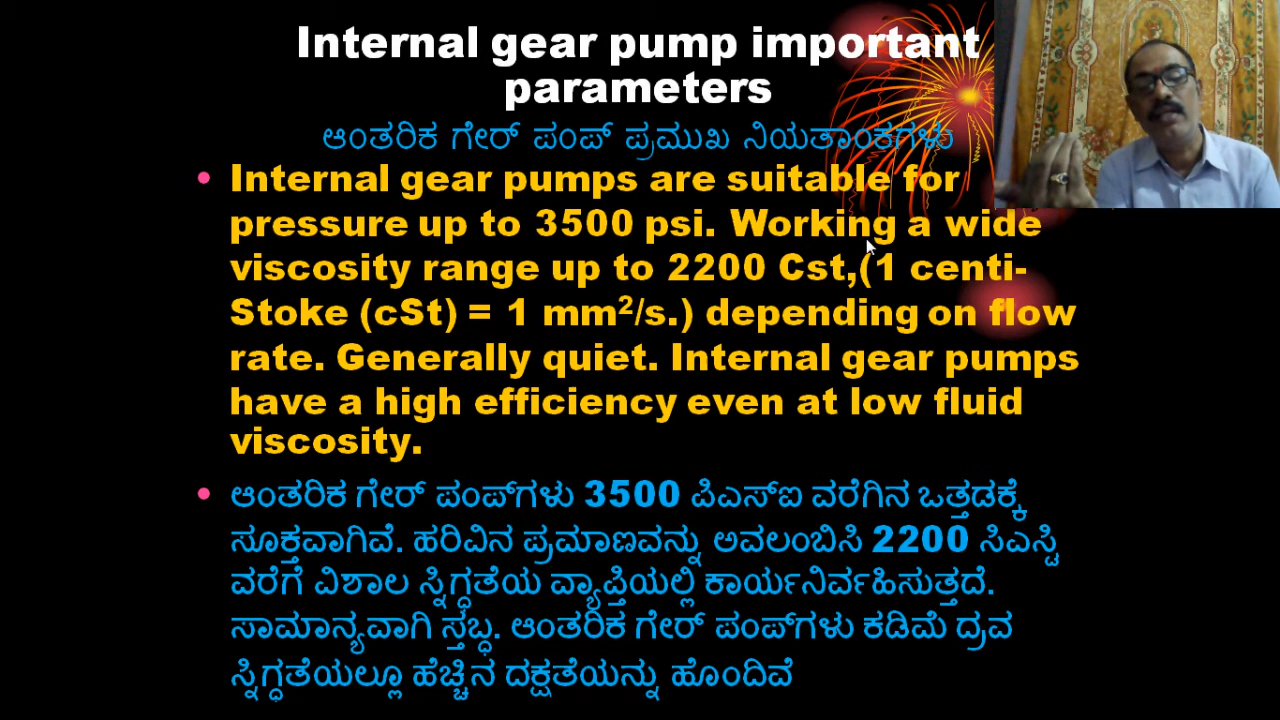 Internal gear pump important
parameters
ಆಂತರಿಕ ಗೇರ್ ಪಂಪ್ ಪ್ರಮುಖ ನಿಯತಾಂಕಗಳು
• Internal gear pumps are suitable for
pressure up to 3500 psi. Working a wide
viscosity range up to 2200 Cst,(1 centi-
Stoke (cSt) = 1 mm²/s.) depending on flow
rate. Generally quiet. Internal gear pumps
have a high efficiency even at low fluid
viscosity.
• ಆಂತರಿಕ ಗೇರ್ ಪಂಪ್‌ಗಳು 3500 ಪಿಎಸ್ಐ ವರೆಗಿನ ಒತ್ತಡಕ್ಕೆ
ಸೂಕ್ತವಾಗಿವೆ. ಹರಿವಿನ ಪ್ರಮಾಣವನ್ನು ಅವಲಂಬಿಸಿ 2200 ಸಿಎಸ್ಟಿ
ವರೆಗೆ ವಿಶಾಲ ಸ್ನಿಗ್ಧತೆಯ ವ್ಯಾಪ್ತಿಯಲ್ಲಿ ಕಾರ್ಯನಿರ್ವಹಿಸುತ್ತದೆ.
ಸಾಮಾನ್ಯವಾಗಿ ಸ್ತಬ್ಧ. ಆಂತರಿಕ ಗೇರ್ ಪಂಪ್‌ಗಳು ಕಡಿಮೆ ದ್ರವ
ಸ್ನಿಗ್ಧತೆಯಲ್ಲೂ ಹೆಚ್ಚಿನ ದಕ್ಷತೆಯನ್ನು ಹೊಂದಿವೆ